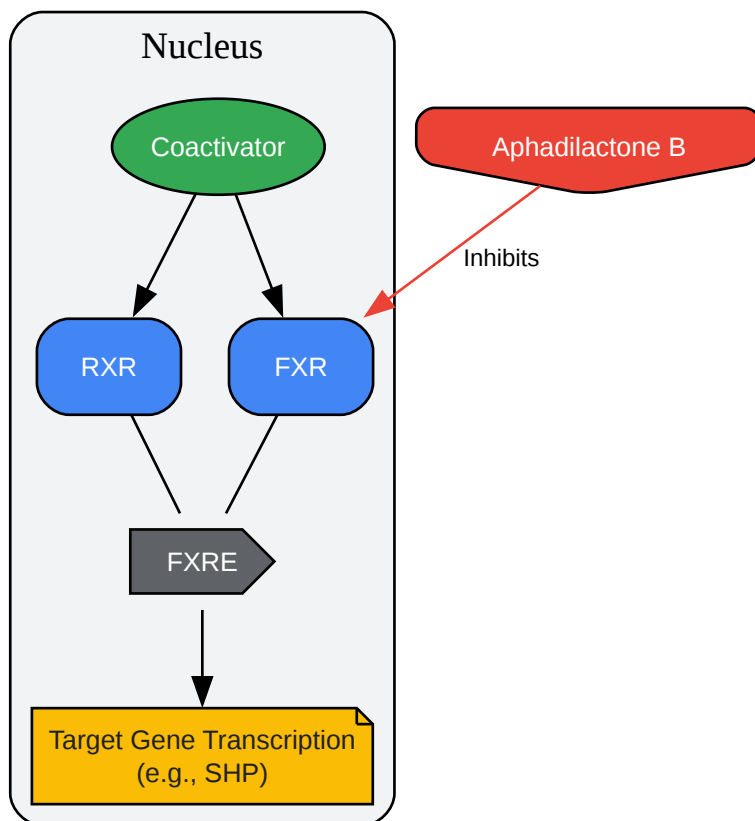 Nucleus
Coactivator
Aphadilactone B
Inhibits
RXR
FXR
FXRE
Target Gene Transcription
(e.g., SHP)